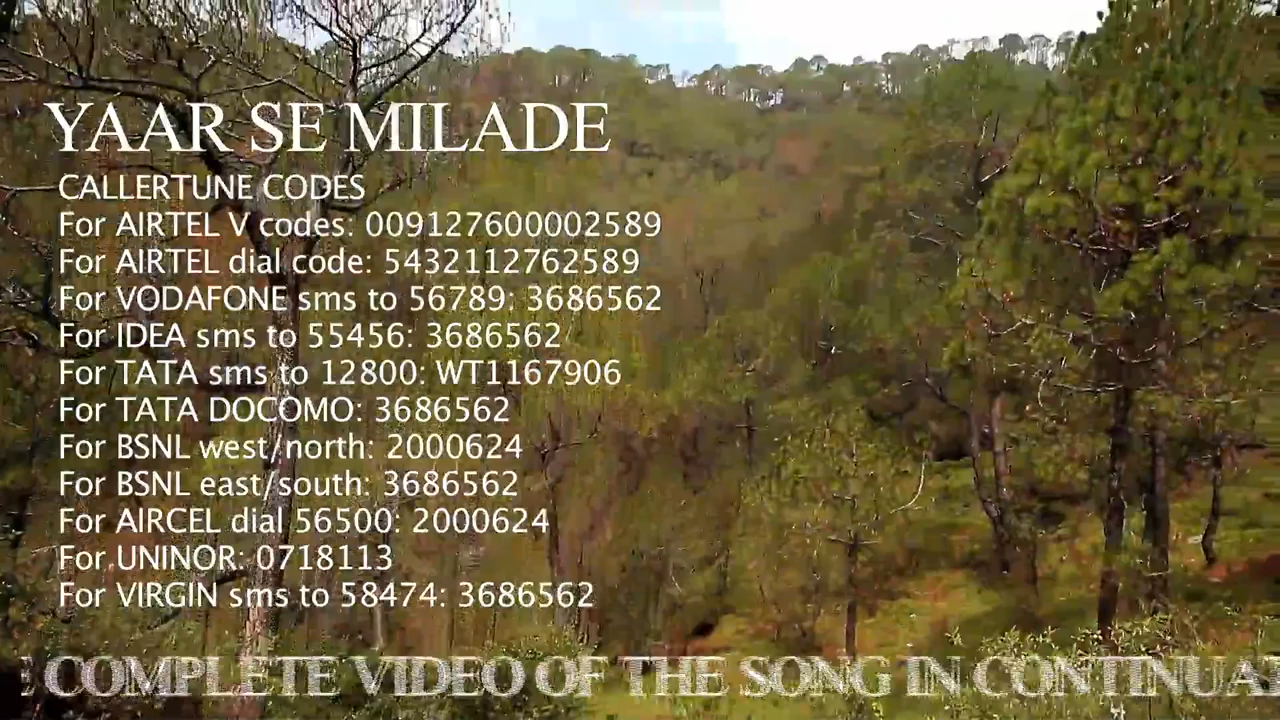 YAAR SE MILADE
CALLERTUNE CODES
For AIRTEL V codes: 009127600002589
For AIRTEL dial code: 5432112762589
For VODAFONE sms to 56789: 3686562
For IDEA sms to 55456: 3686562
For TATA sms to 12800: WT1167906
For TATA DOCOMO: 3686562
For BSNL west/north: 2000624
For BSNL east/south: 3686562
For AIRCEL dial 56500: 2000624
For UNINOR: 0718113
For VIRGIN sms to 58474: 3686562
COMPLETE VIDEO OF THE SONG IN